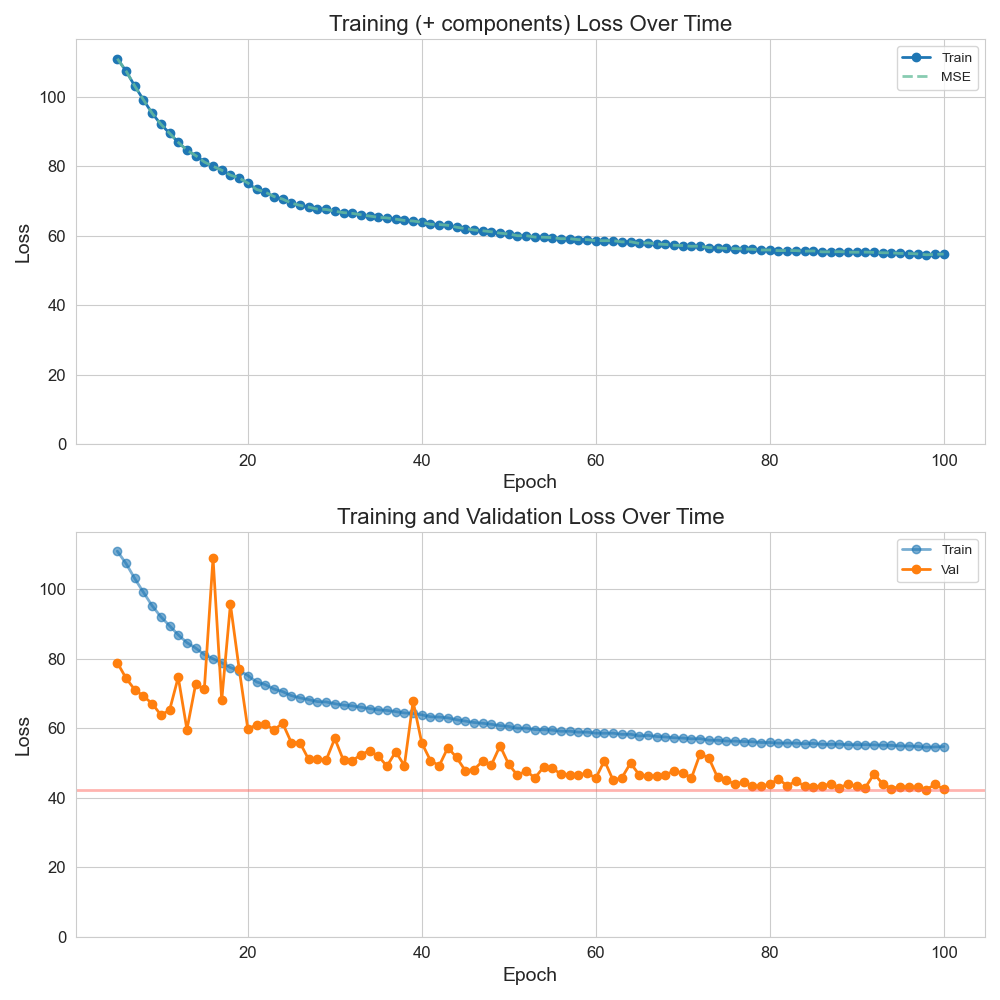 Training (+ components) Loss Over Time
Train
MSE
Loss
100
80
60
40
20
0
20 40 60 80 100
Epoch
Training and Validation Loss Over Time
Train
Val
Loss
100
80
60
40
20
0
20 40 60 80 100
Epoch